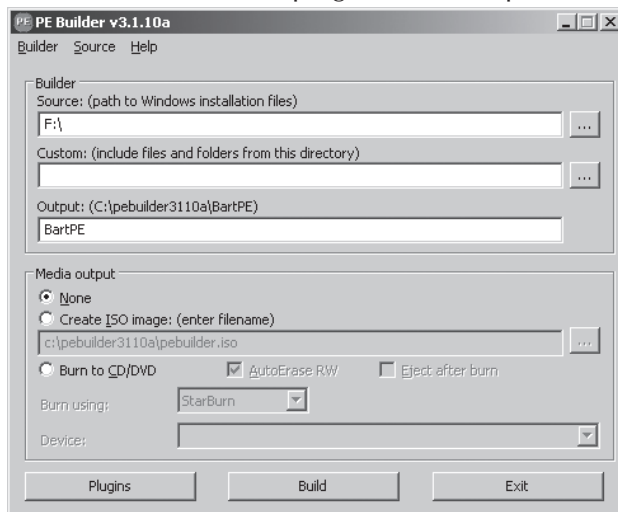 PE Builder v3.1.10a
Builder Source Help
Builder
Source: (path to Windows installation files)
F:\
...
Custom: (include files and folders from this directory)
...
Output: (C:\pebuilder3110a\BartPE)
BartPE
Media output
None
Create ISO image: (enter filename)
c:\pebuilder3110a\pebuilder.iso
...
Burn to CD/DVD AutoErase RW Eject after burn
Burn using: StarBurn
Device:
Plugins Build Exit